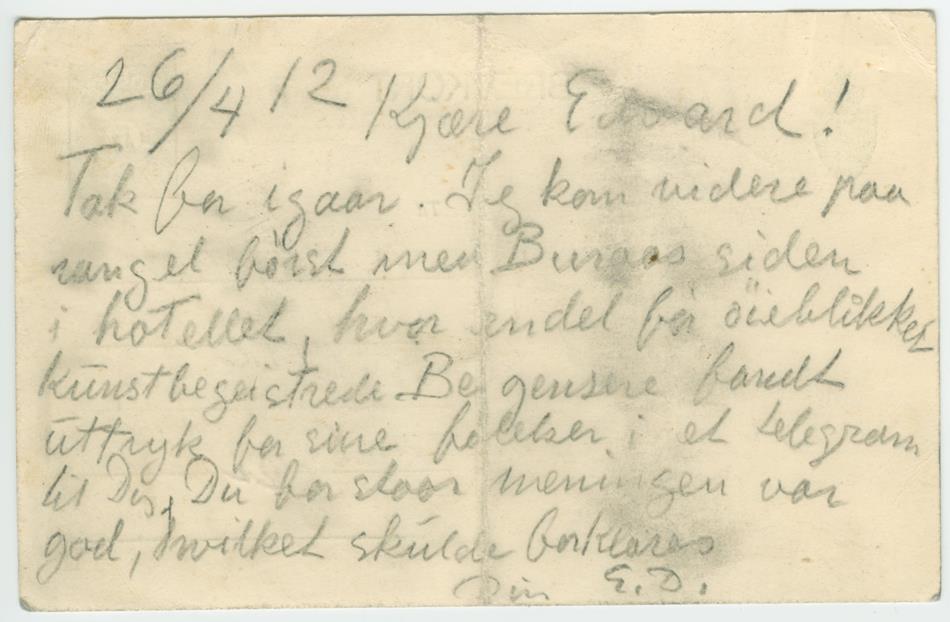 26/4 12 Kjære Edvard!
Tak for igaar. Jeg kom videre paa
rangel først med Buraas siden
i hotellet, hvor endel for öieblikket
kunstbegeistrede Bergensere fandt
uttryk for sine følelser i et telegram
til Dig, Du forstaar meningen var
god, hvilket skulde forklares
Din E. D.